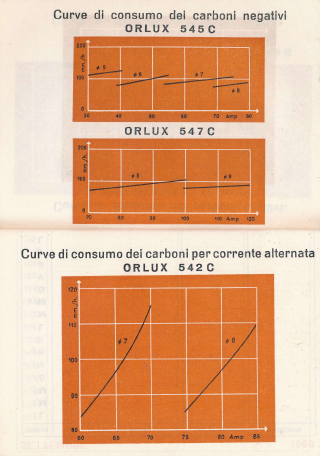 Curve di consumo dei carboni negativi
ORLUX 545 C
200
mm./h.
ø 5
ø 6
ø 7
ø 8
100
0
30 40 50 60 70 Amp 80
ORLUX 547 C
200
mm./h.
ø 8
ø 9
100
0
70 80 90 100 110 Amp 120
Curve di consumo dei carboni per corrente alternata
ORLUX 542 C
120
mm./h.
110
ø 7
ø 8
100
90
80
60 65 70 75 80 Amp 85